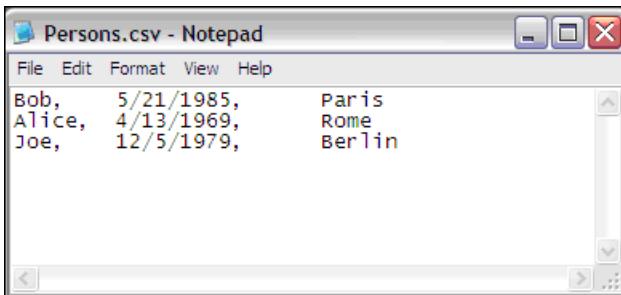 Persons.csv - Notepad
File Edit Format View Help
Bob, 5/21/1985, Paris
Alice, 4/13/1969, Rome
Joe, 12/5/1979, Berlin